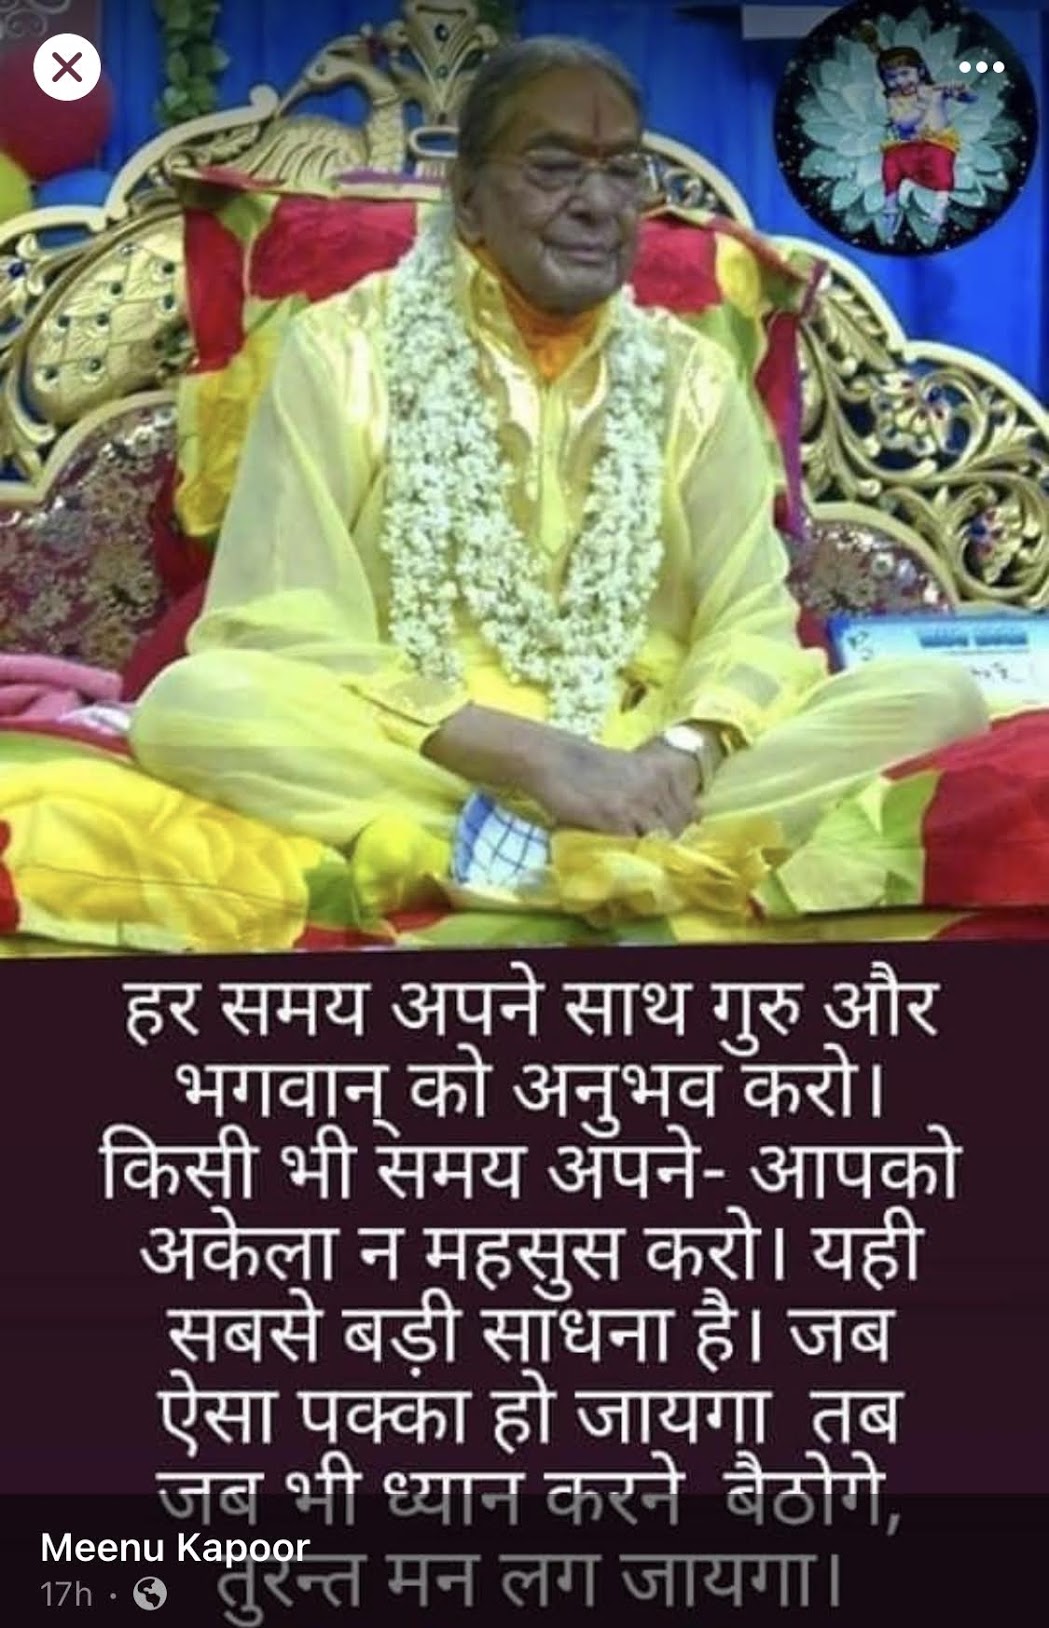 हर समय अपने साथ गुरु और
भगवान् को अनुभव करो।
किसी भी समय अपने- आपको
अकेला न महसुस करो। यही
सबसे बड़ी साधना है। जब
ऐसा पक्का हो जायगा तब
जब भी ध्यान करने बैठोगे,
तुरन्त मन लग जायगा।
Meenu Kapoor
17h ·